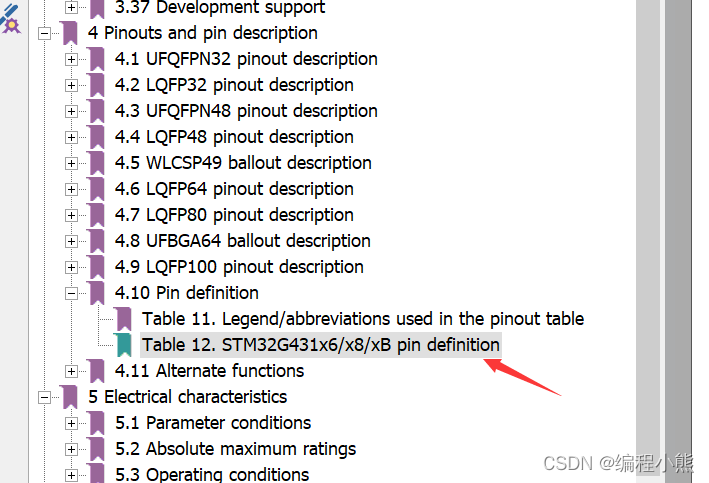 3.37 Development support
4 Pinouts and pin description
4.1 UFQFPN32 pinout description
4.2 LQFP32 pinout description
4.3 UFQFPN48 pinout description
4.4 LQFP48 pinout description
4.5 WLCSP49 ballout description
4.6 LQFP64 pinout description
4.7 LQFP80 pinout description
4.8 UFBGA64 ballout description
4.9 LQFP100 pinout description
4.10 Pin definition
Table 11. Legend/abbreviations used in the pinout table
Table 12. STM32G431x6/x8/xB pin definition
4.11 Alternate functions
5 Electrical characteristics
5.1 Parameter conditions
5.2 Absolute maximum ratings
5.3 Operating conditions
CSDN @编程小熊